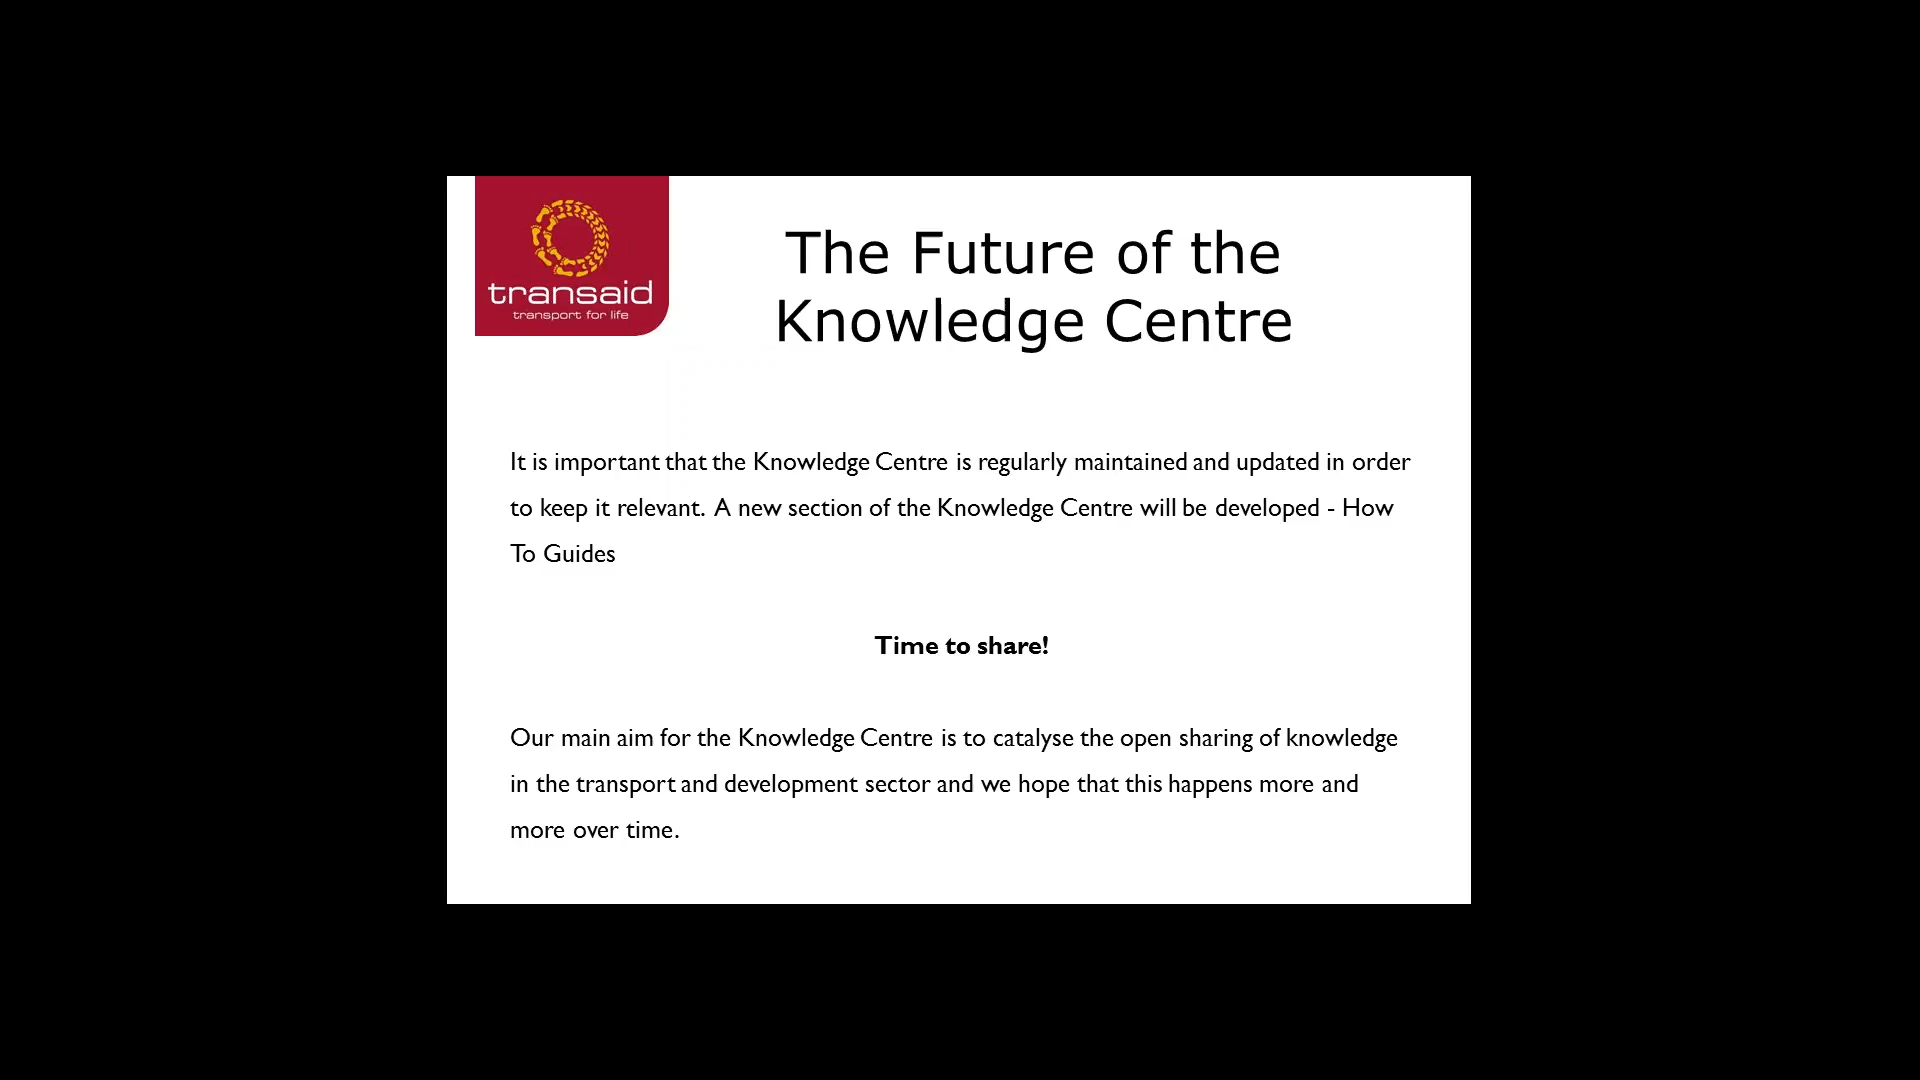 transaid
transport for life
The Future of the
Knowledge Centre
It is important that the Knowledge Centre is regularly maintained and updated in order
to keep it relevant. A new section of the Knowledge Centre will be developed - How
To Guides
Time to share!
Our main aim for the Knowledge Centre is to catalyse the open sharing of knowledge
in the transport and development sector and we hope that this happens more and
more over time.